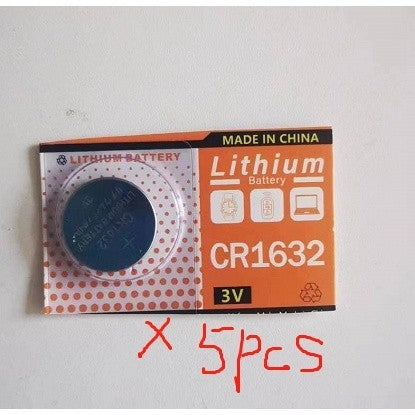 MADE IN CHINA
LITHIUM BATTERY
Lithium
Battery
CR1632
3V
x 5pcs